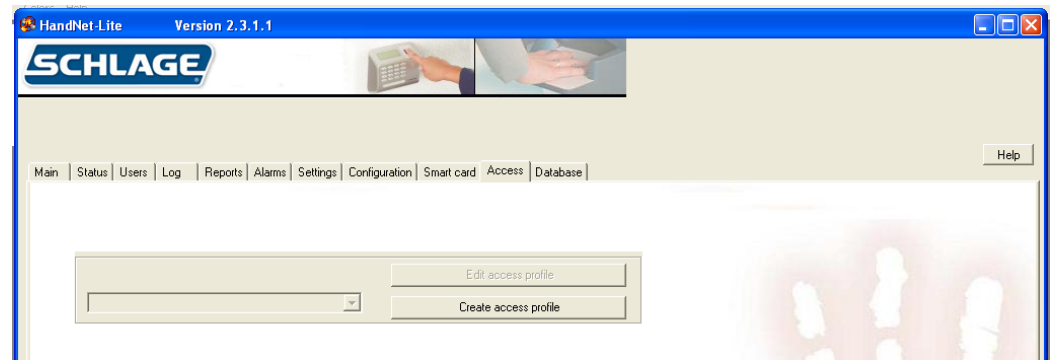 HandNet-Lite Version 2.3.1.1
SCHLAGE
Help
Main Status Users Log Reports Alarms Settings Configuration Smart card Access Database
Edit access profile
Create access profile